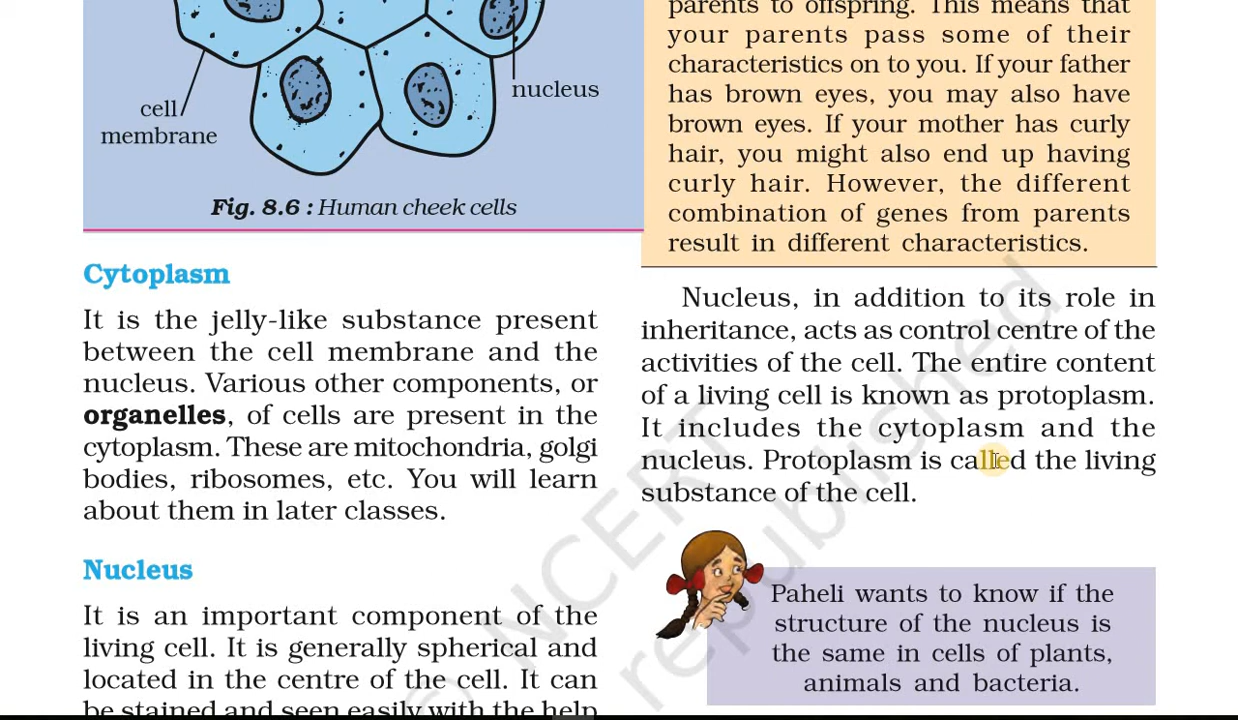 nucleus
cell
membrane
Fig. 8.6 : Human cheek cells
Cytoplasm
It is the jelly-like substance present
between the cell membrane and the
nucleus. Various other components, or
organelles, of cells are present in the
cytoplasm. These are mitochondria, golgi
bodies, ribosomes, etc. You will learn
about them in later classes.
Nucleus
It is an important component of the
living cell. It is generally spherical and
located in the centre of the cell. It can
be stained and seen easily with the help
parents to offspring. This means that
your parents pass some of their
characteristics on to you. If your father
has brown eyes, you may also have
brown eyes. If your mother has curly
hair, you might also end up having
curly hair. However, the different
combination of genes from parents
result in different characteristics.
Nucleus, in addition to its role in
inheritance, acts as control centre of the
activities of the cell. The entire content
of a living cell is known as protoplasm.
It includes the cytoplasm and the
nucleus. Protoplasm is called the living
substance of the cell.
Paheli wants to know if the
structure of the nucleus is
the same in cells of plants,
animals and bacteria.
© NCERT
republished